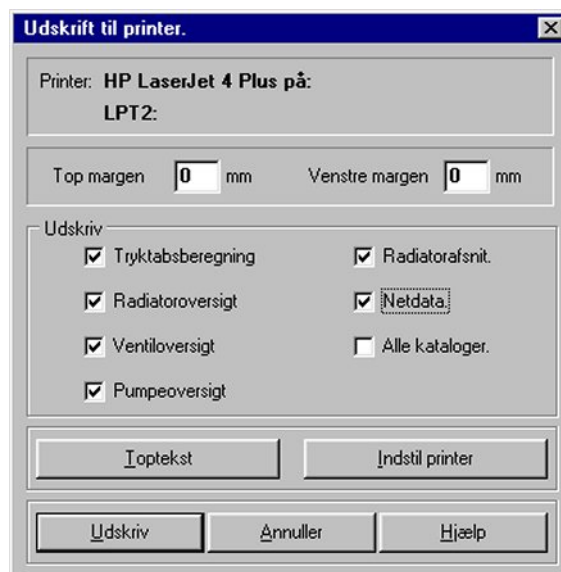 Udskrift til printer.
Printer: HP LaserJet 4 Plus på:
LPT2:
Top margen 0 mm Venstre margen 0 mm
Udskriv
Tryktabsberegning Radiatorafsnit.
Radiatoroversigt Netdata.
Ventiloversigt Alle kataloger.
Pumpeoversigt
Toptekst Indstil printer
Udskriv Annuller Hjælp